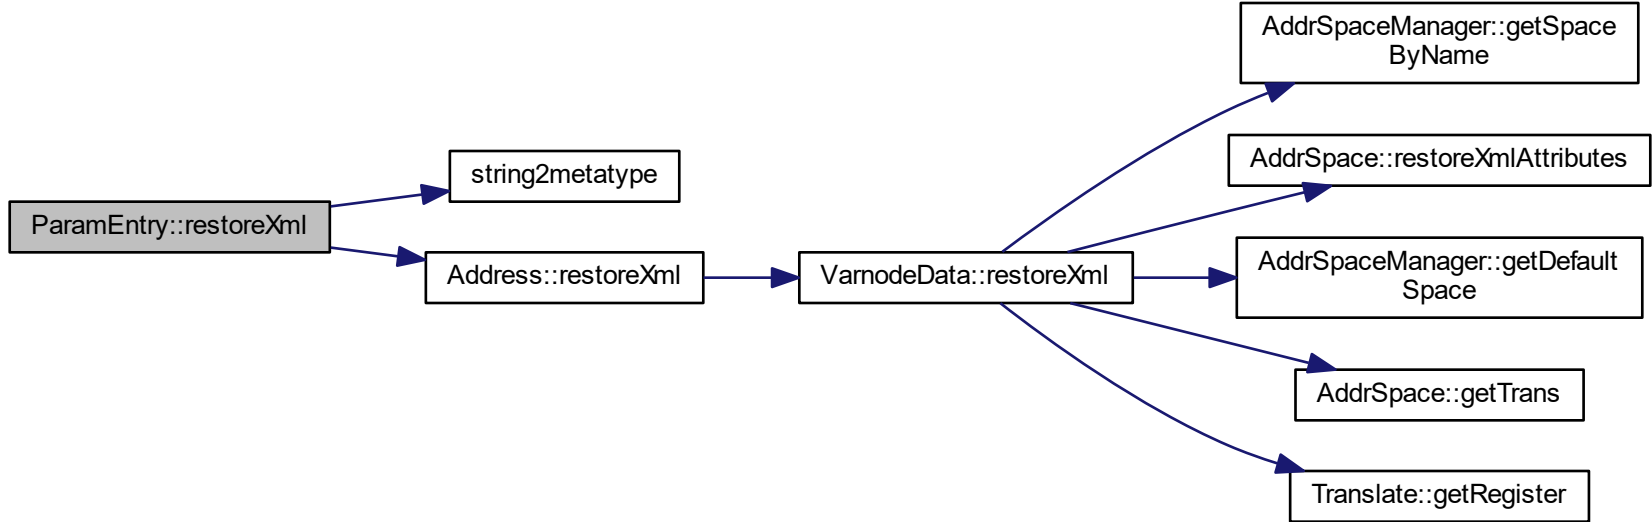 ParamEntry::restoreXml
string2metatype
Address::restoreXml
VarnodeData::restoreXml
AddrSpaceManager::getSpace
ByName
AddrSpace::restoreXmlAttributes
AddrSpaceManager::getDefault
Space
AddrSpace::getTrans
Translate::getRegister